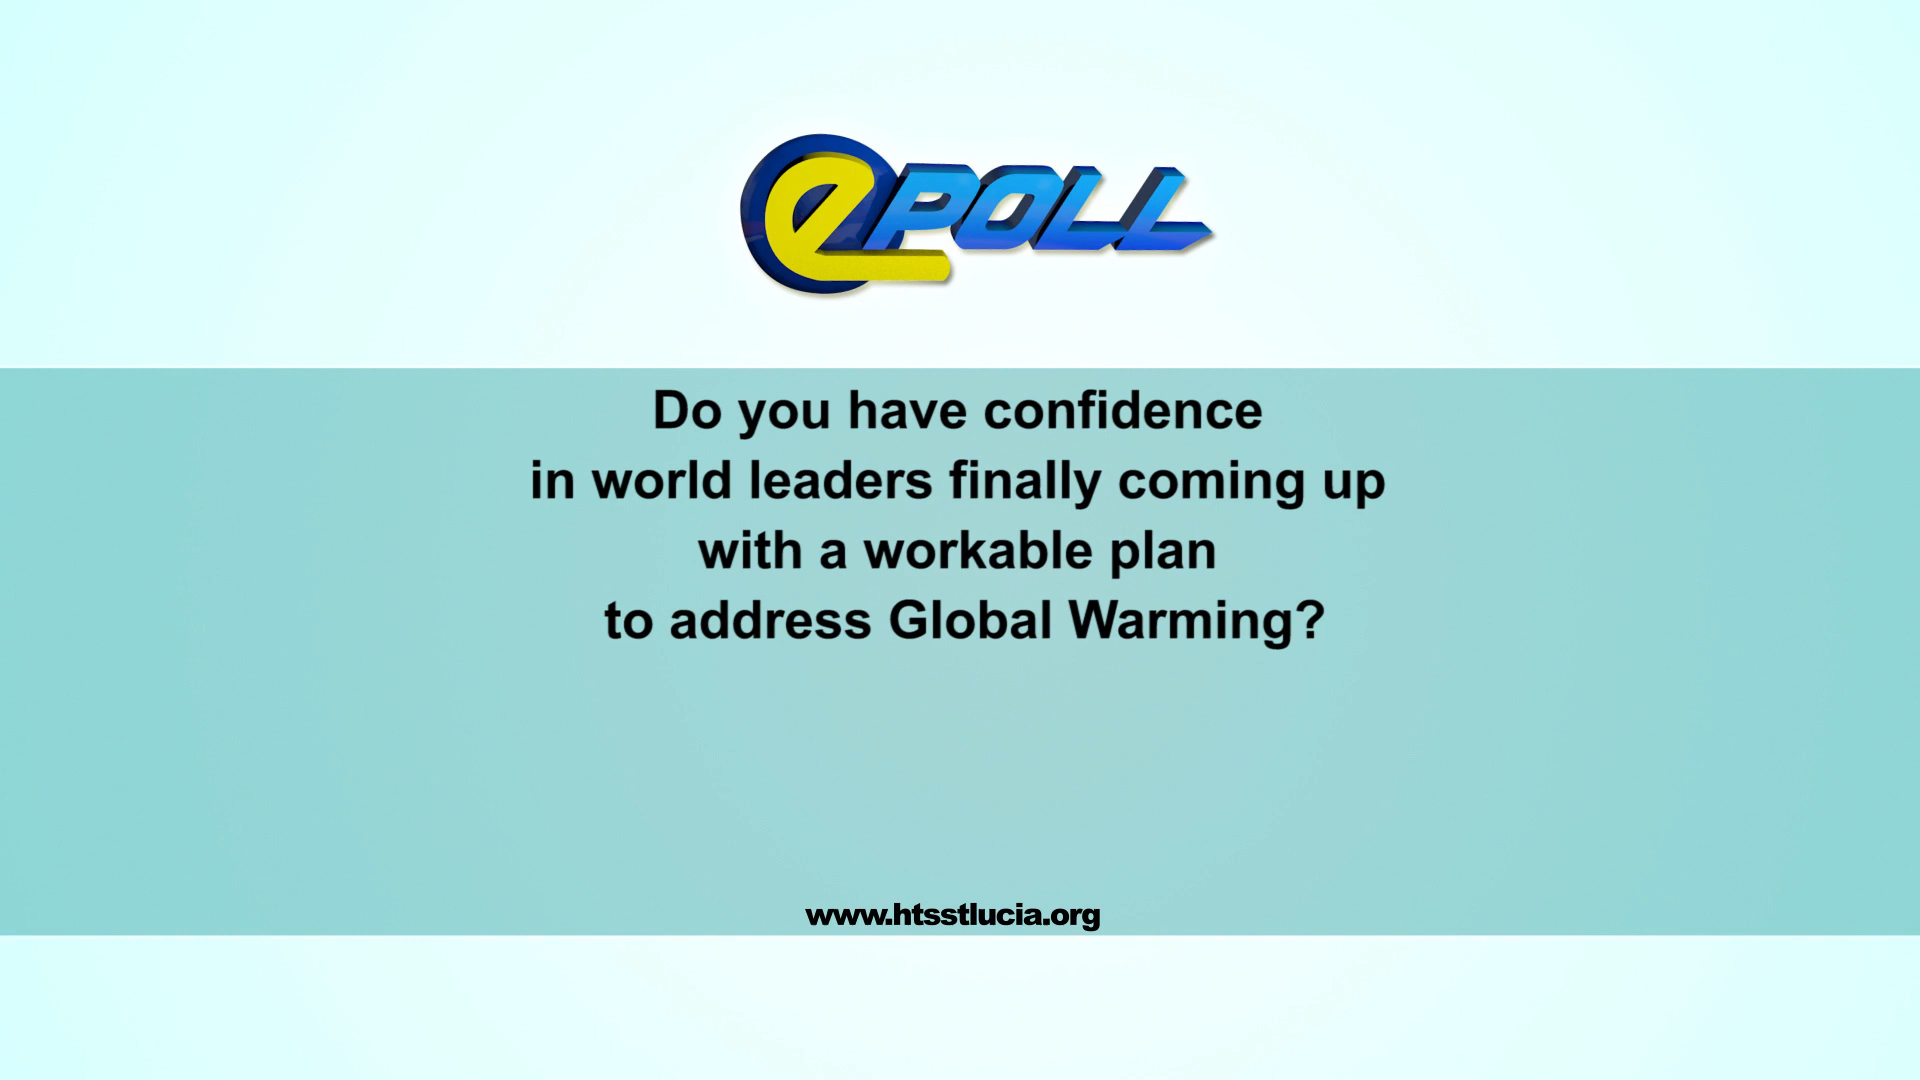 ePOLL
Do you have confidence
in world leaders finally coming up
with a workable plan
to address Global Warming?
www.htsstlucia.org